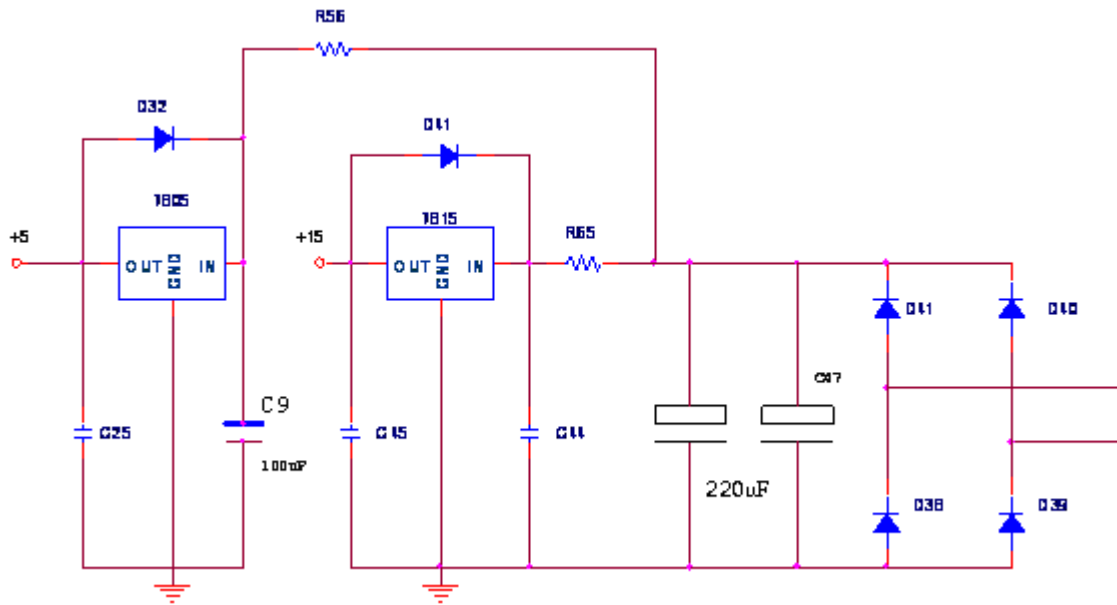 R56
D32
D41
7805
7815
+5
+15
R65
OUT
GND
IN
OUT
GND
IN
D41
D40
C47
C9
C25
C45
C44
100nF
220uF
D38
D39